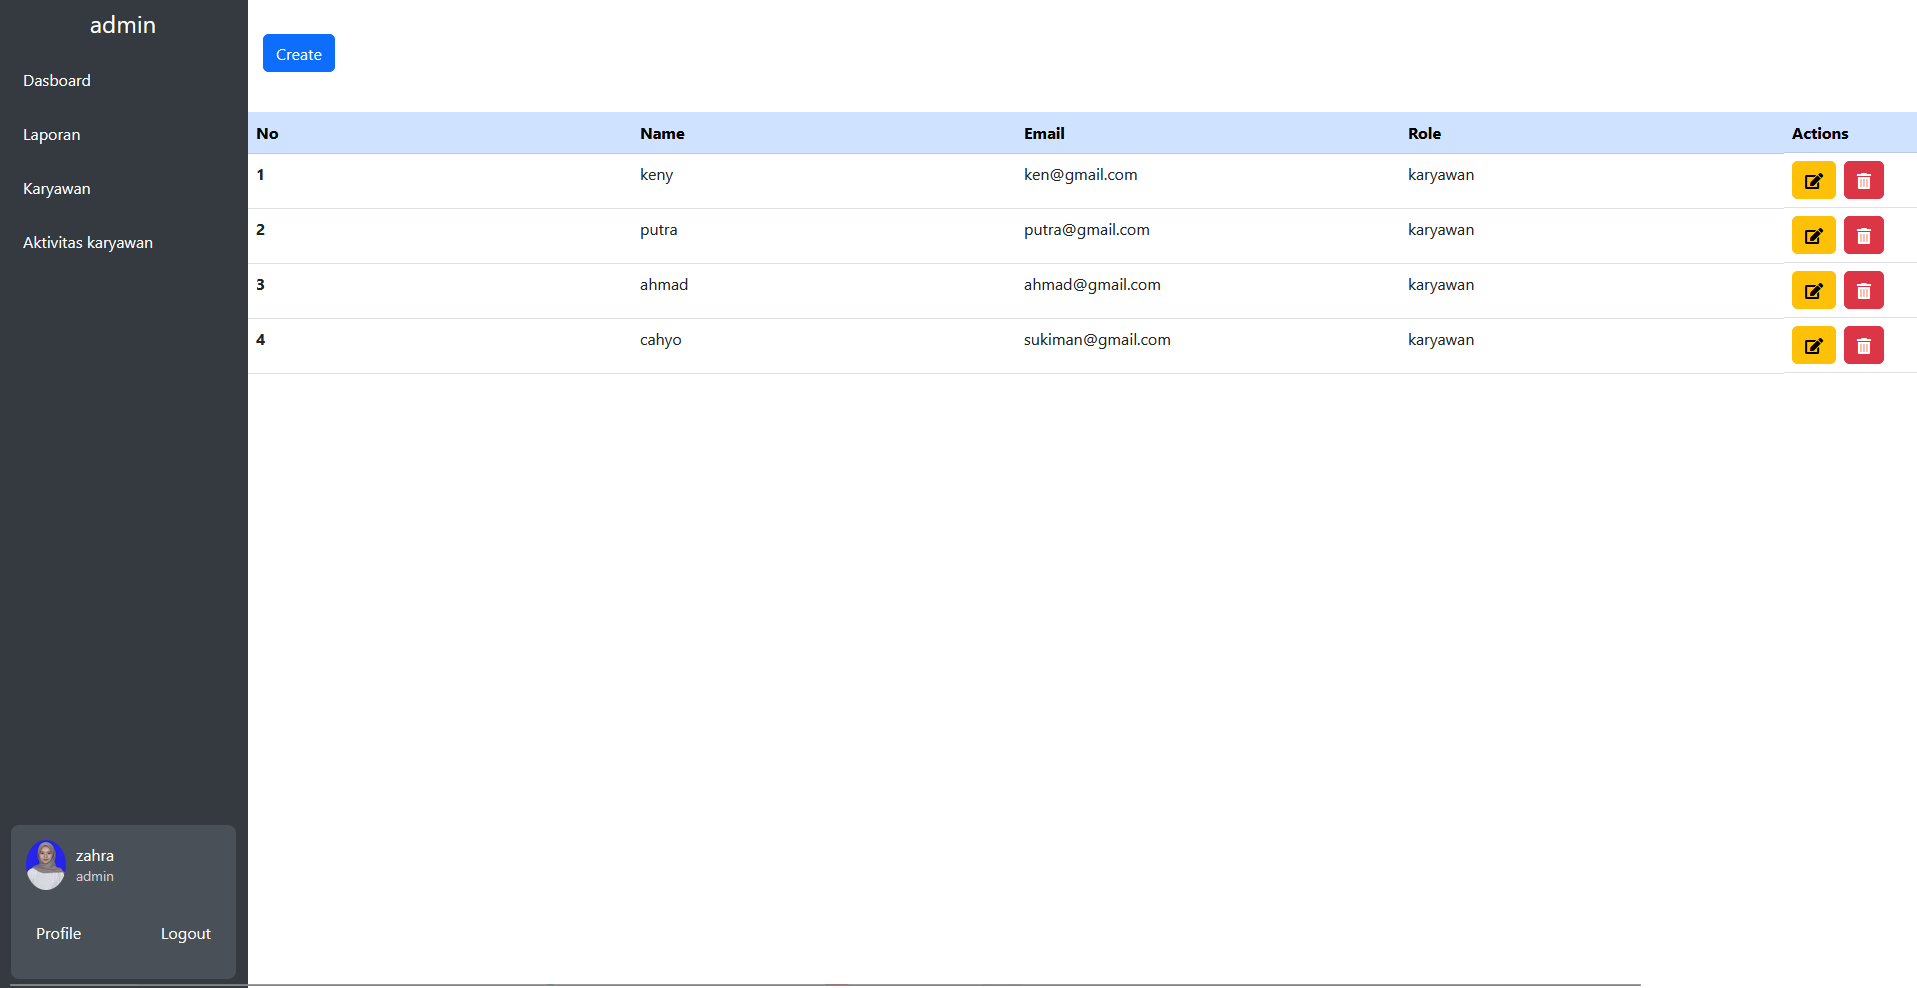 admin
Dasboard
Laporan
Karyawan
Aktivitas karyawan
zahra
admin
Profile Logout
Create
No Name Email Role Actions
1 keny ken@gmail.com karyawan
2 putra putra@gmail.com karyawan
3 ahmad ahmad@gmail.com karyawan
4 cahyo sukiman@gmail.com karyawan